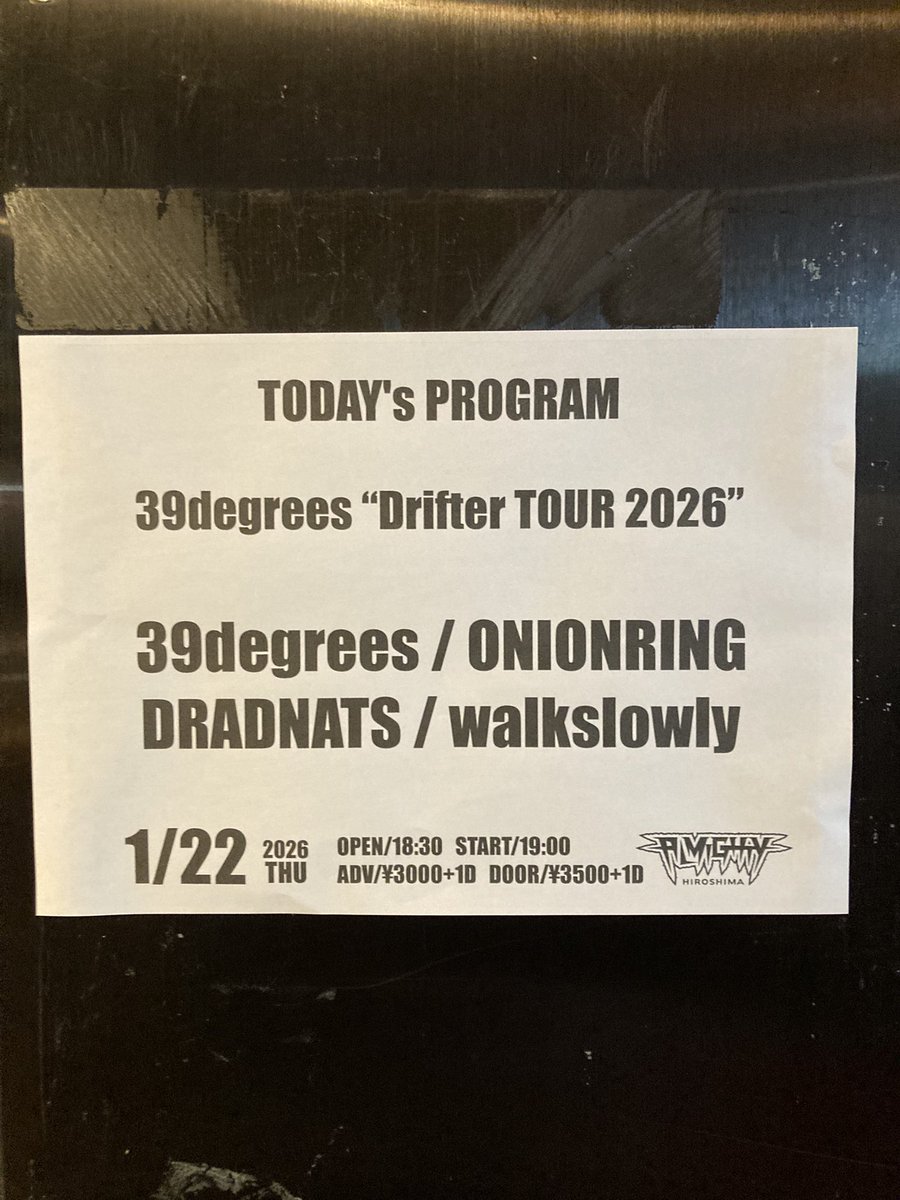 TODAY's PROGRAM
39degrees “Drifter TOUR 2026”
39degrees / ONIONRING
DRADNATS / walkslowly
1/22 2026 THU
OPEN/18:30 START/19:00
ADV/¥3000+1D DOOR/¥3500+1D
ALMIGHTY
HIROSHIMA